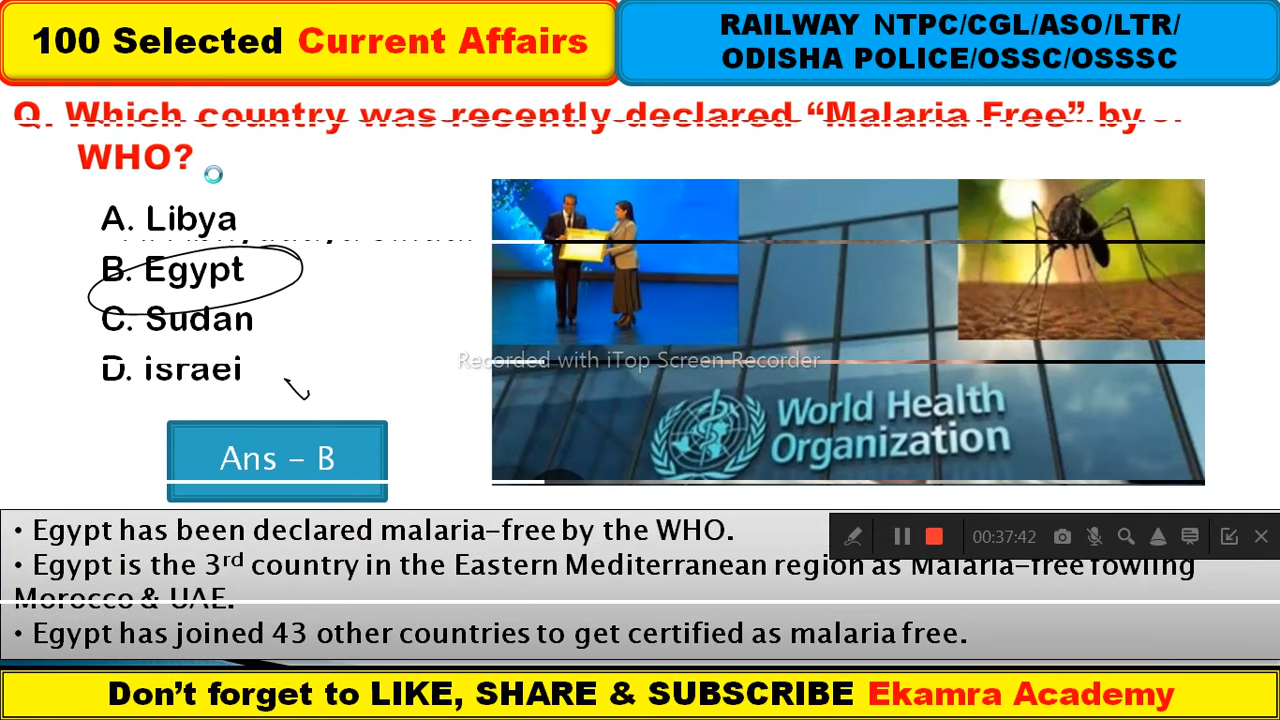 100 Selected Current Affairs
RAILWAY NTPC/CGL/ASO/LTR/
ODISHA POLICE/OSSC/OSSSC
Q. Which country was recently declared “Malaria Free” by
WHO?
A. Libya
B. Egypt
C. Sudan
D. israei
Recorded with iTop Screen Recorder
World Health
Organization
Ans – B
• Egypt has been declared malaria-free by the WHO.
00:37:42
• Egypt is the 3rd country in the Eastern Mediterranean region as Malaria-free fowling
Morocco & UAE.
• Egypt has joined 43 other countries to get certified as malaria free.
Don't forget to LIKE, SHARE & SUBSCRIBE Ekamra Academy